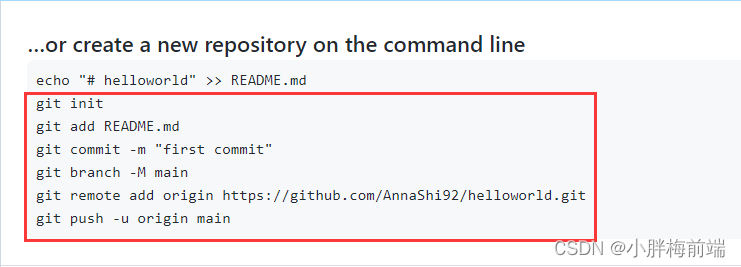 ...or create a new repository on the command line
echo "# helloworld" >> README.md
git init
git add README.md
git commit -m "first commit"
git branch -M main
git remote add origin https://github.com/AnnaShi92/helloworld.git
git push -u origin main
CSDN @小胖梅前端